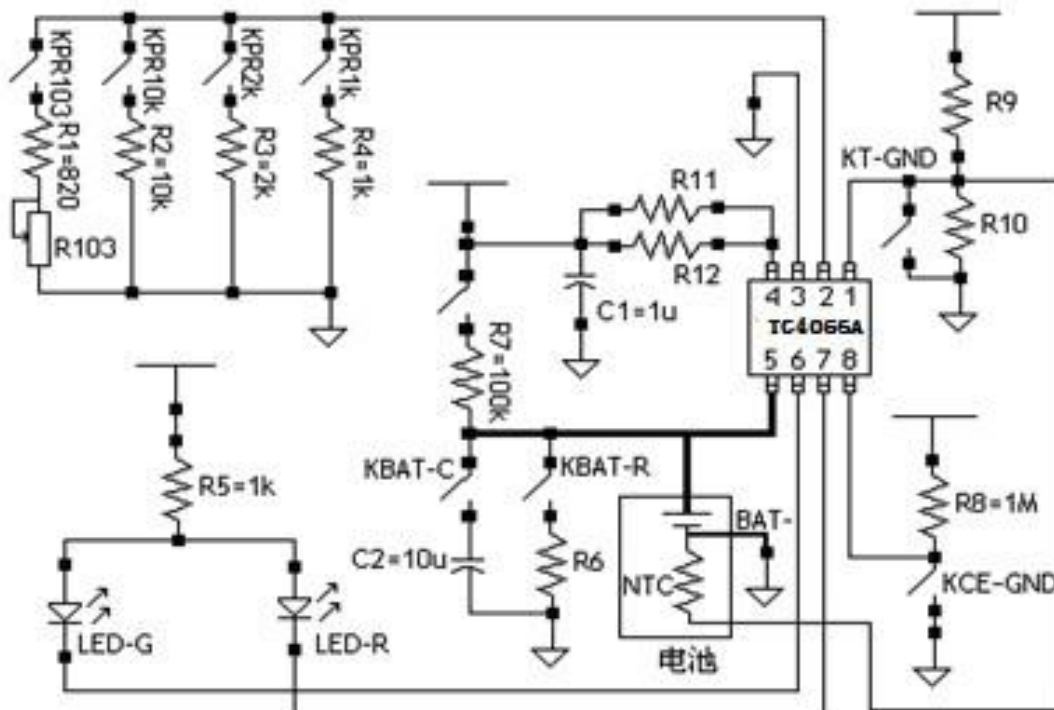 KPR103
R1=820
R103
KPR10k
R2=10k
KPR2k
R3=2k
KPR1k
R4=1k
R11
R12
C1=1u
R7=100k
4 3 2 1
TC4066A
5 6 7 8
KT-GND
R9
R10
R5=1k
LED-G
LED-R
KBAT-C
KBAT-R
C2=10u
R6
BAT-
NTC
电池
R8=1M
KCE-GND